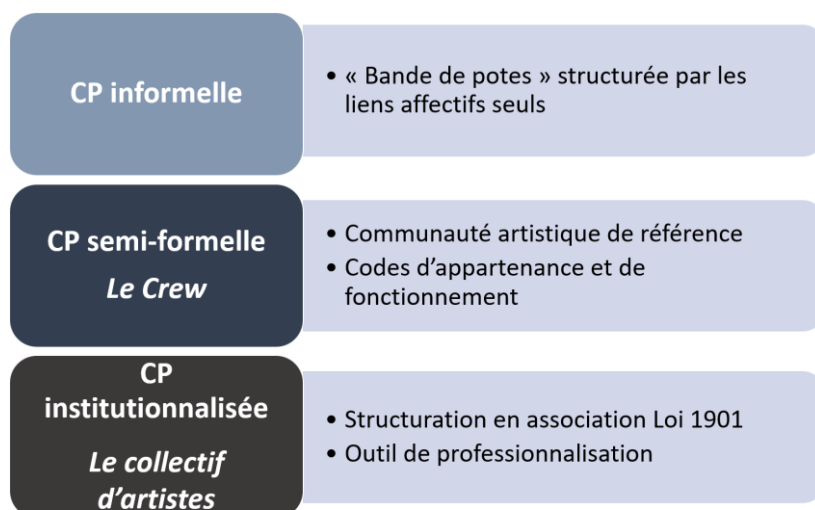 CP informelle
• « Bande de potes » structurée par les
liens affectifs seuls
CP semi-formelle
Le Crew
• Communauté artistique de référence
• Codes d’appartenance et de
fonctionnement
CP
institutionnalisée
Le collectif
d’artistes
• Structuration en association Loi 1901
• Outil de professionnalisation